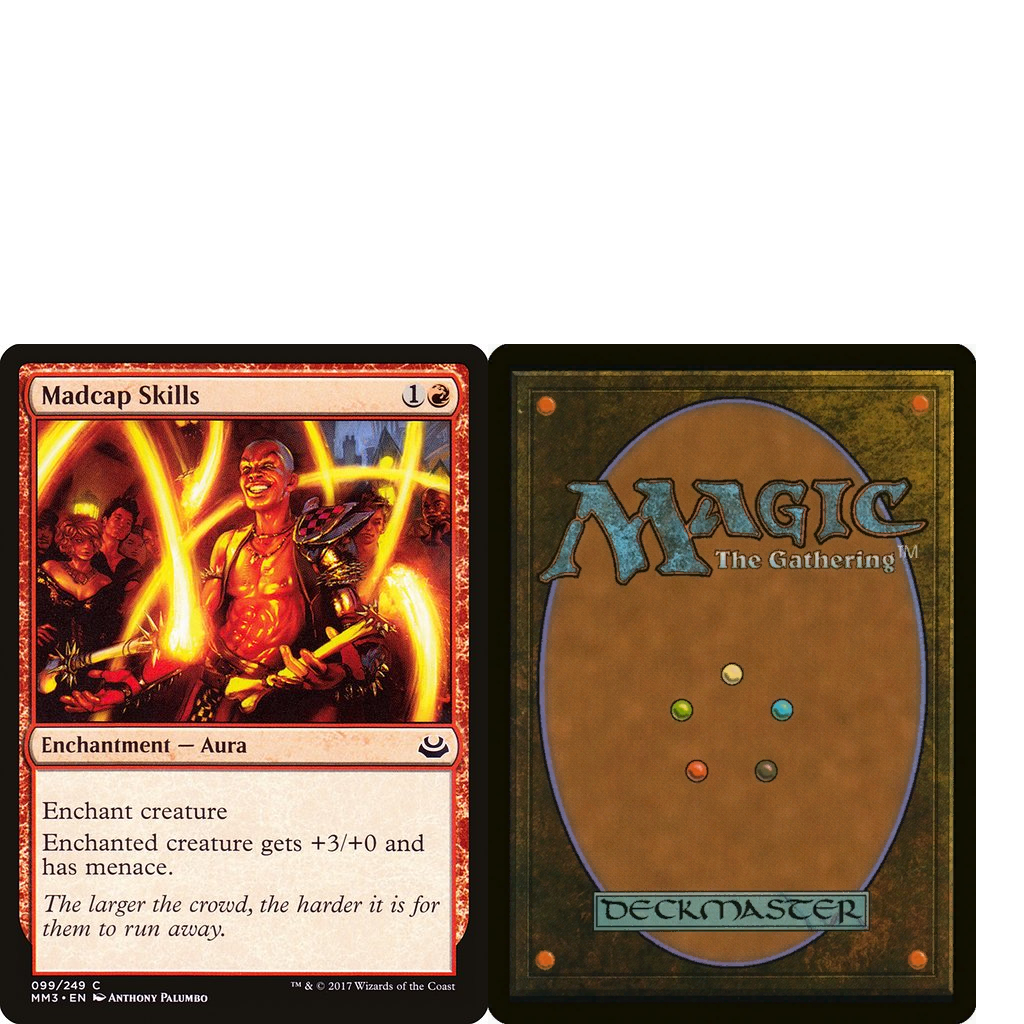 Madcap Skills 1
Enchantment — Aura
Enchant creature
Enchanted creature gets +3/+0 and
has menace.
The larger the crowd, the harder it is for
them to run away.
099/249 C
MM3 • EN Anthony Palumbo
™ & © 2017 Wizards of the Coast
Magic
The Gathering™
DECKMASTER